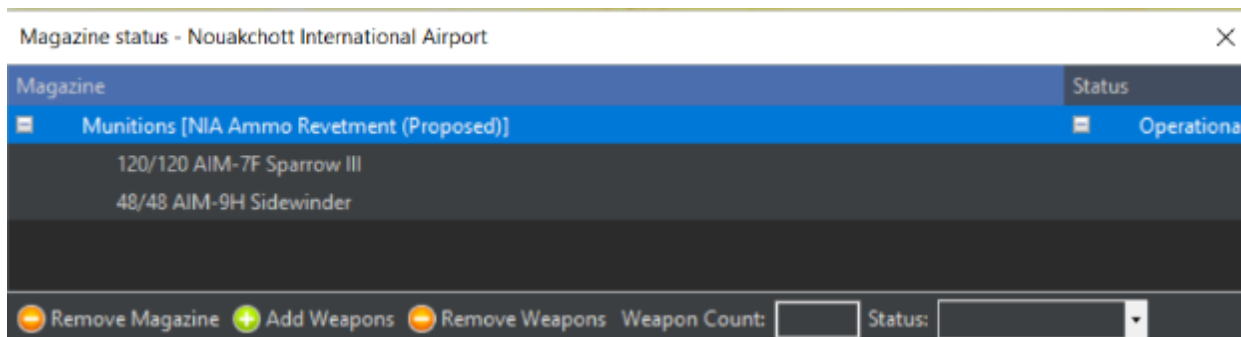 Magazine status - Nouakchott International Airport
Magazine Status
Munitions [NIA Ammo Revetment (Proposed)] Operationa
120/120 AIM-7F Sparrow III
48/48 AIM-9H Sidewinder
Remove Magazine Add Weapons Remove Weapons Weapon Count: Status: